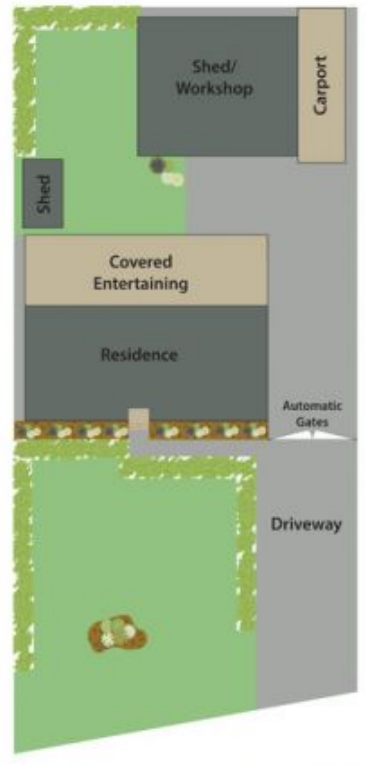 Shed/
Workshop
Carport
Shed
Covered
Entertaining
Residence
Automatic
Gates
Driveway